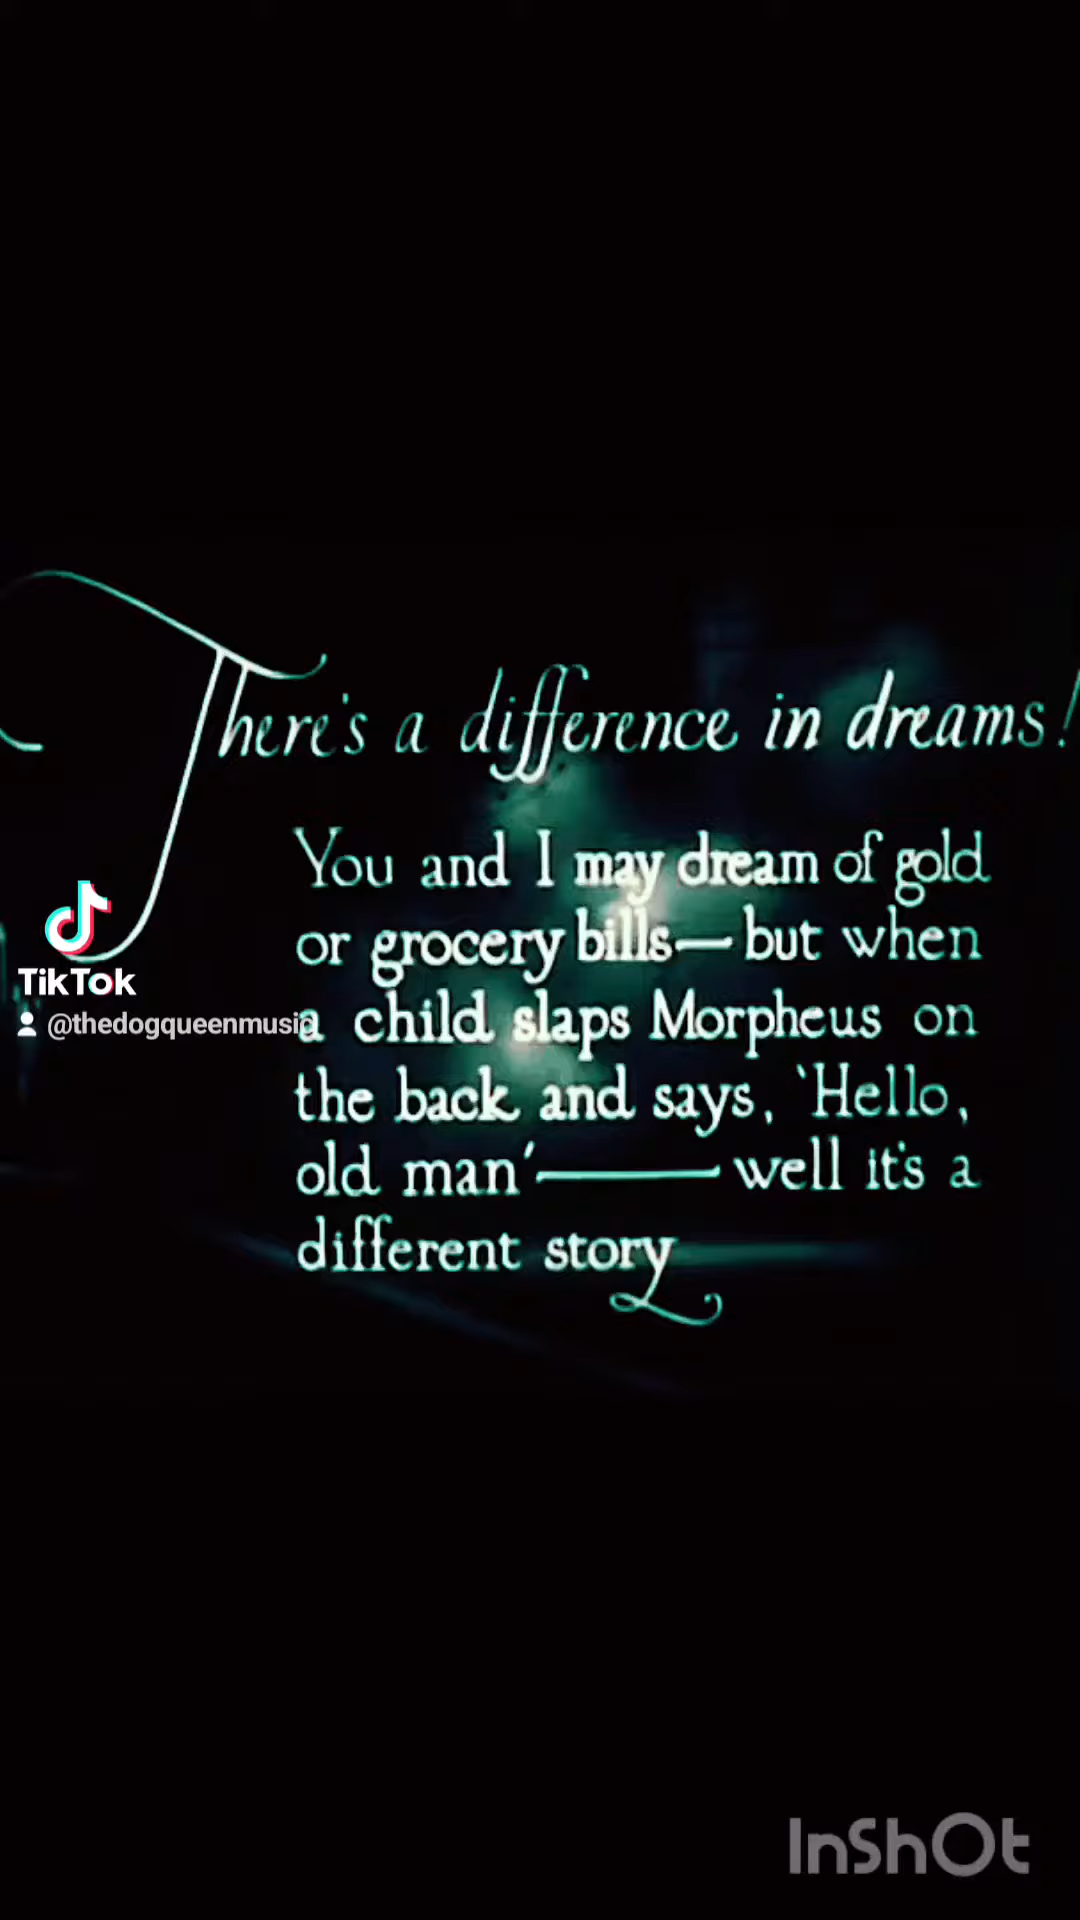 There's a difference in dreams!
You and I may dream of gold
or grocery bills— but when
a child slaps Morpheus on
the back and says, 'Hello,
old man'—— well it's a
different story
TikTok
@thedogqueenmusic
InShOt